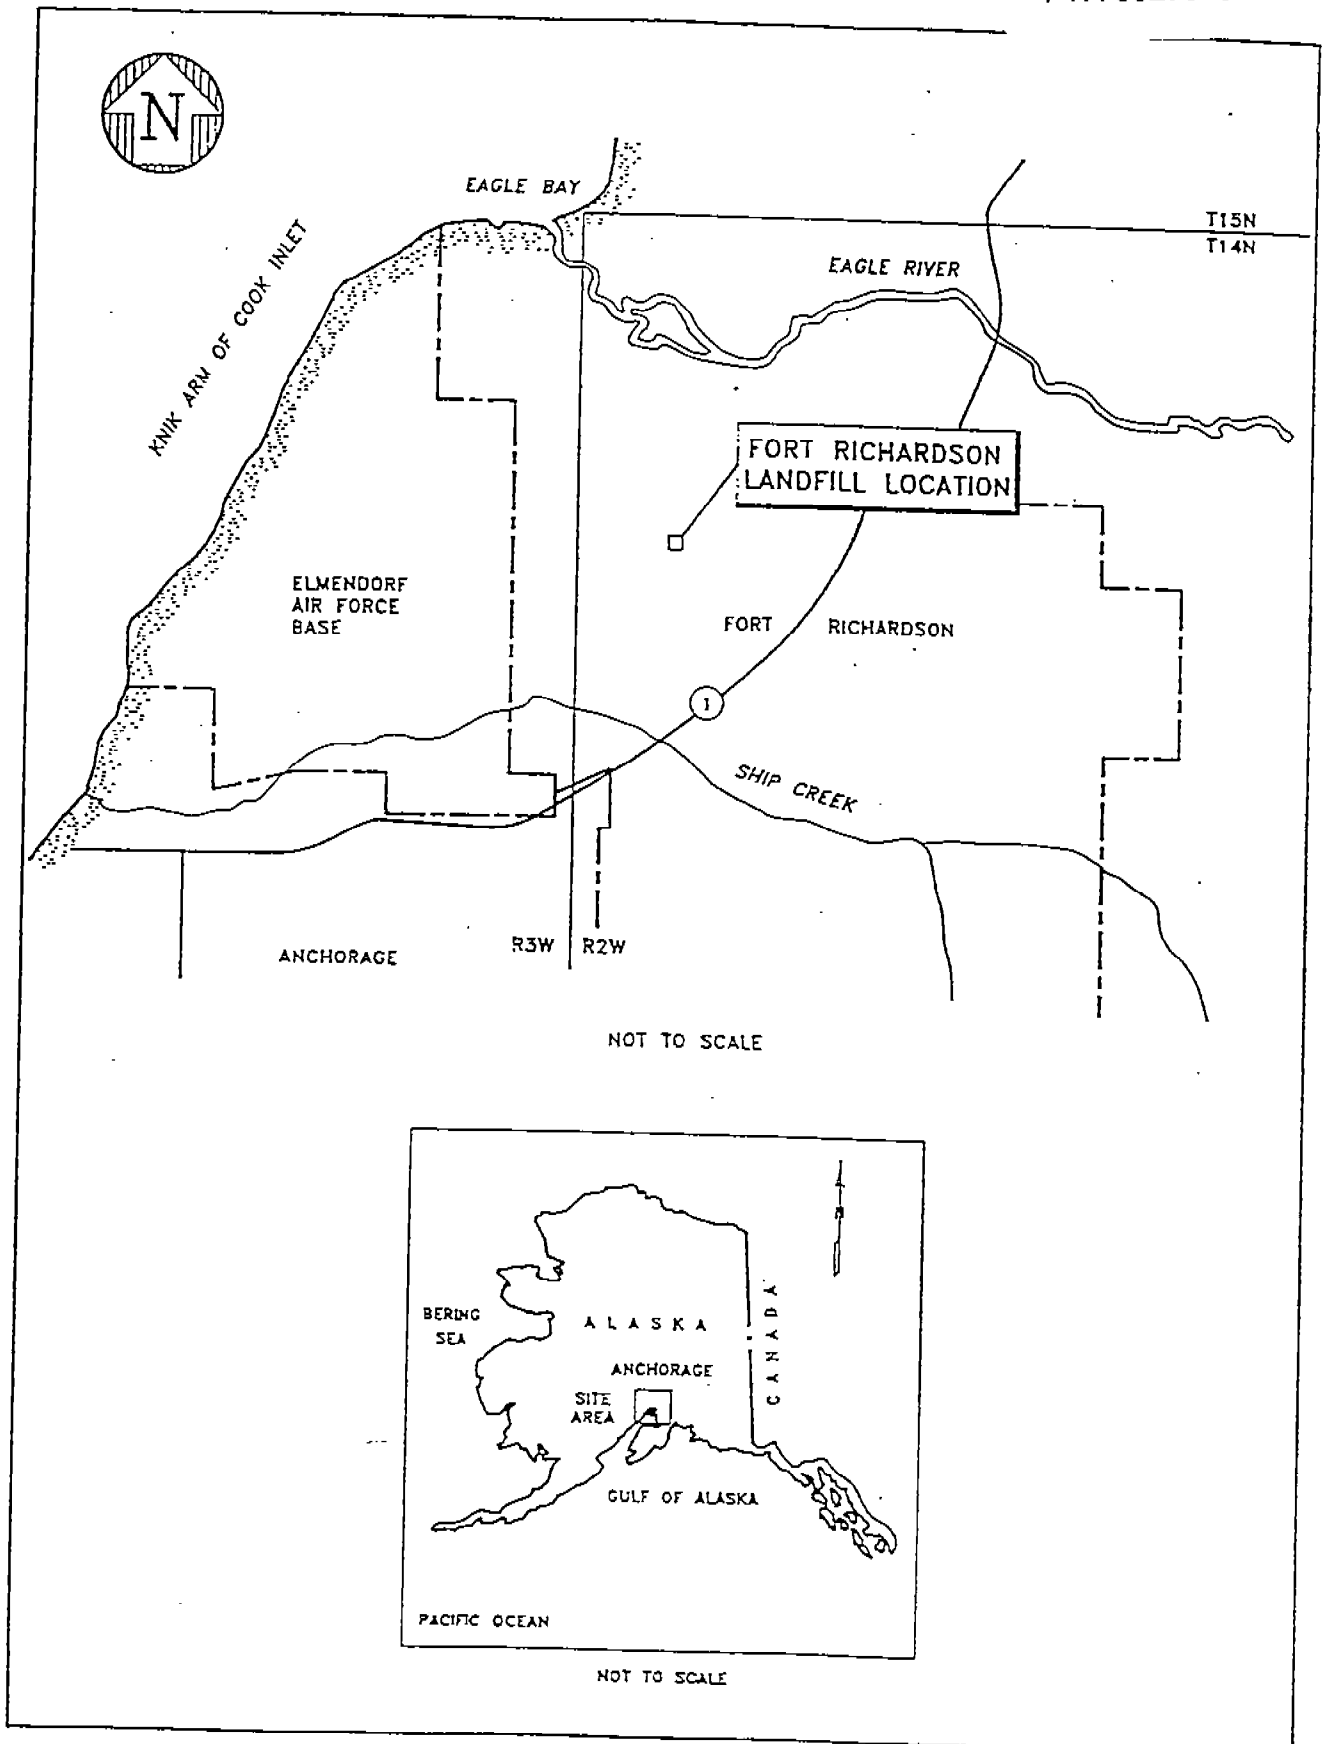 N
EAGLE BAY
KNIK ARM OF COOK INLET
T15N
T14N
EAGLE RIVER
FORT RICHARDSON
LANDFILL LOCATION
ELMENDORF
AIR FORCE
BASE
FORT RICHARDSON
1
SHIP CREEK
ANCHORAGE
R3W
R2W
NOT TO SCALE
BERING
SEA
ALASKA
CANADA
ANCHORAGE
SITE
AREA
GULF OF ALASKA
PACIFIC OCEAN
NOT TO SCALE